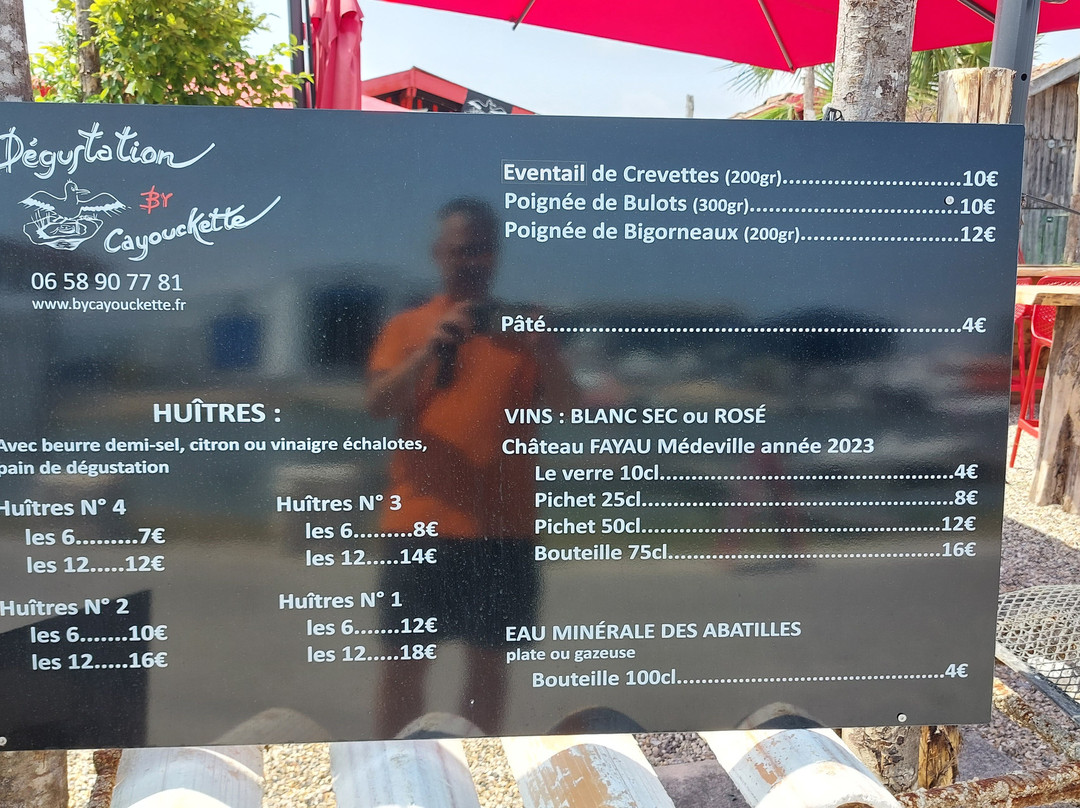 Dégustation
BY
Cayouckette
06 58 90 77 81
www.bycayouckette.fr
HUÎTRES :
Avec beurre demi-sel, citron ou vinaigre échalotes,
pain de dégustation
Huîtres N° 4
les 6.........7€
les 12.....12€
Huîtres N° 3
les 6.........8€
les 12.....14€
Huîtres N° 2
les 6.......10€
les 12.....16€
Huîtres N° 1
les 6.......12€
les 12.....18€
Eventail de Crevettes (200gr)..............................10€
Poignée de Bulots (300gr)...................................10€
Poignée de Bigorneaux (200gr)...........................12€
Pâté......................................................................4€
VINS : BLANC SEC ou ROSÉ
Château FAYAU Médeville année 2023
Le verre 10cl.................................................4€
Pichet 25cl....................................................8€
Pichet 50cl..................................................12€
Bouteille 75cl..............................................16€
EAU MINÉRALE DES ABATILLES
plate ou gazeuse
Bouteille 100cl.............................................4€